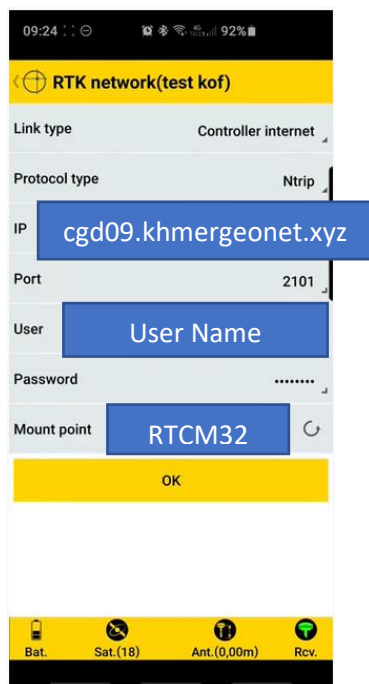 09:24
92%
RTK network(test kof)
Link type Controller internet
Protocol type Ntrip
IP cgd09.khmergeonet.xyz
Port 2101
User User Name
Password ••••••••
Mount point RTCM32
OK
Bat. Sat.(18) Ant.(0,00m) Rcv.